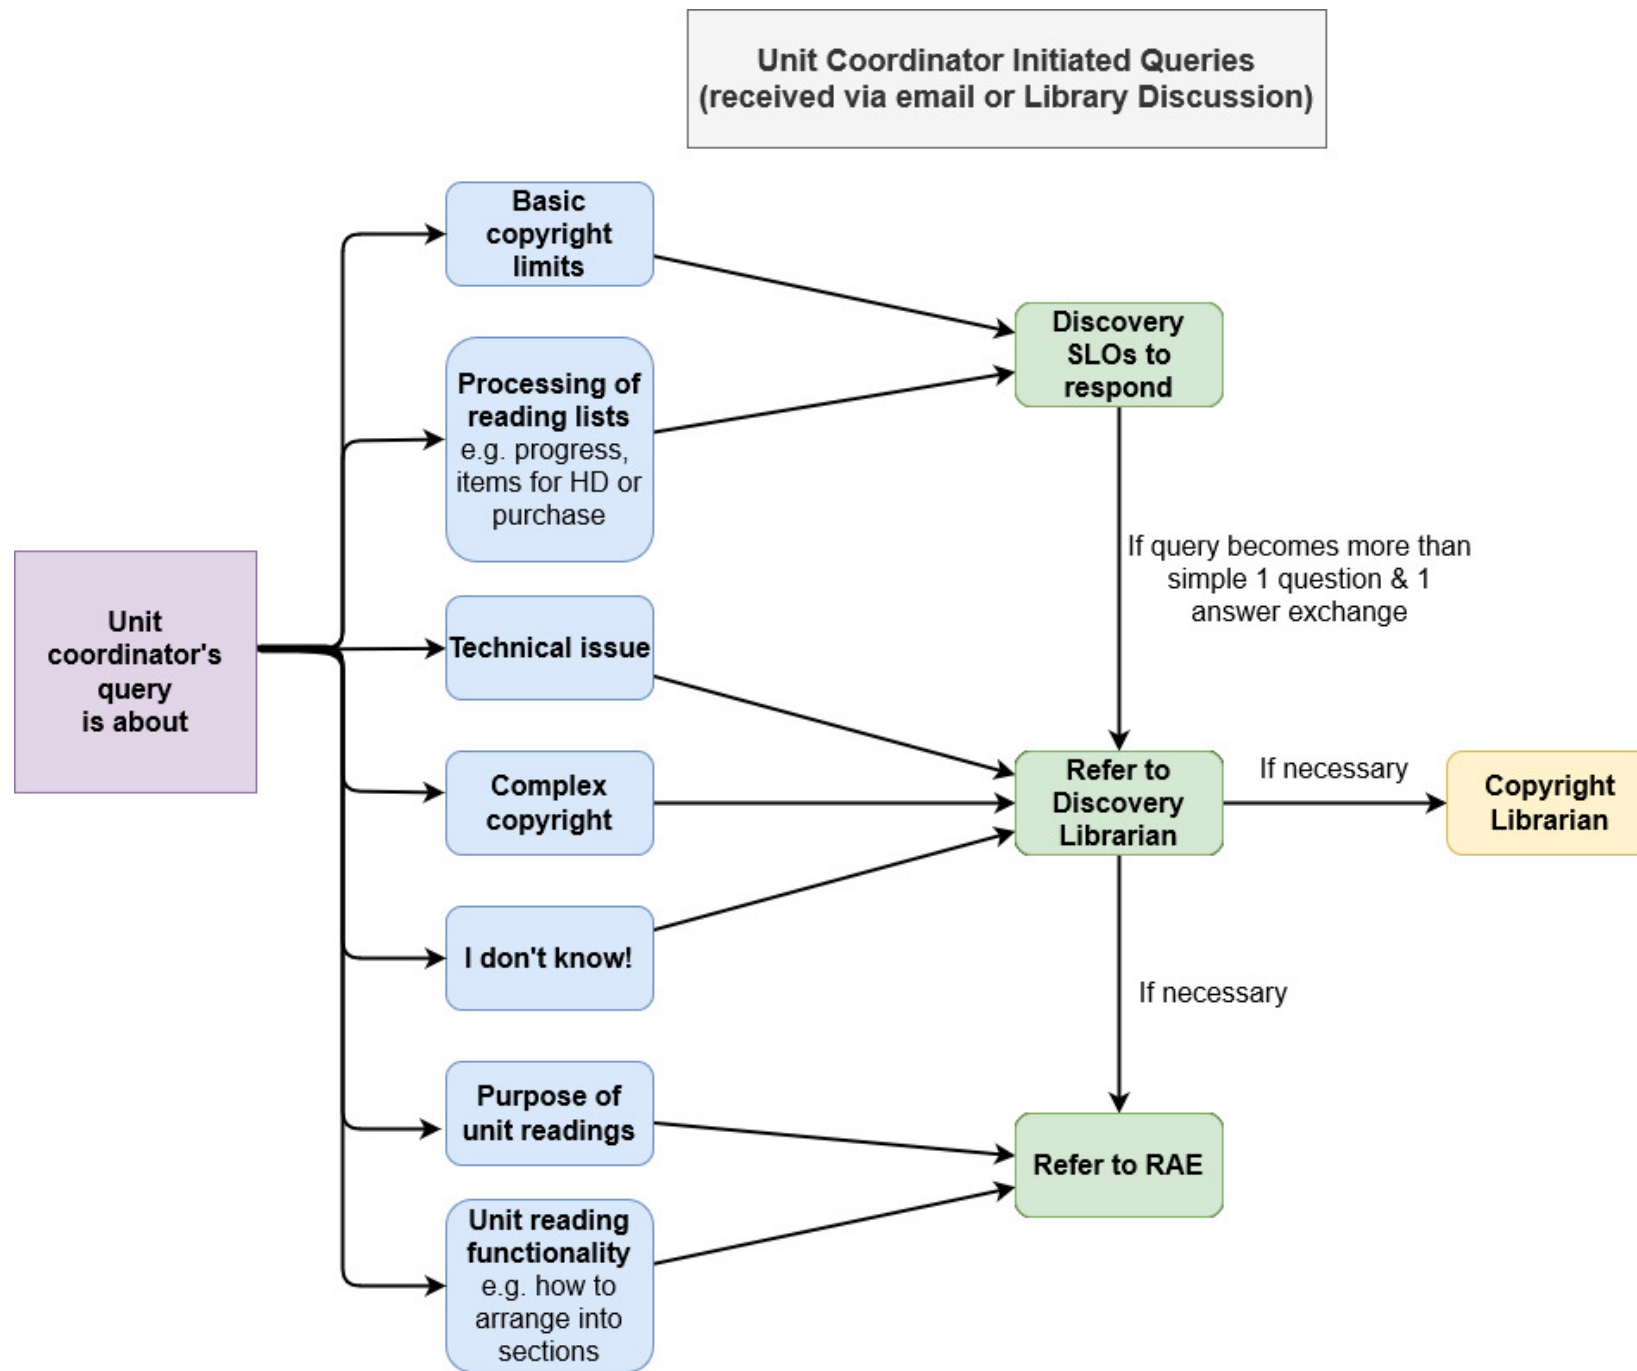 Unit Coordinator Initiated Queries
(received via email or Library Discussion)
Unit
coordinator's
query
is about
Basic
copyright
limits
Processing of
reading lists
e.g. progress,
items for HD or
purchase
Technical issue
Complex
copyright
I don't know!
Purpose of
unit readings
Unit reading
functionality
e.g. how to
arrange into
sections
Discovery
SLOs to
respond
If query becomes more than
simple 1 question & 1
answer exchange
Refer to
Discovery
Librarian
If necessary
Copyright
Librarian
If necessary
Refer to RAE